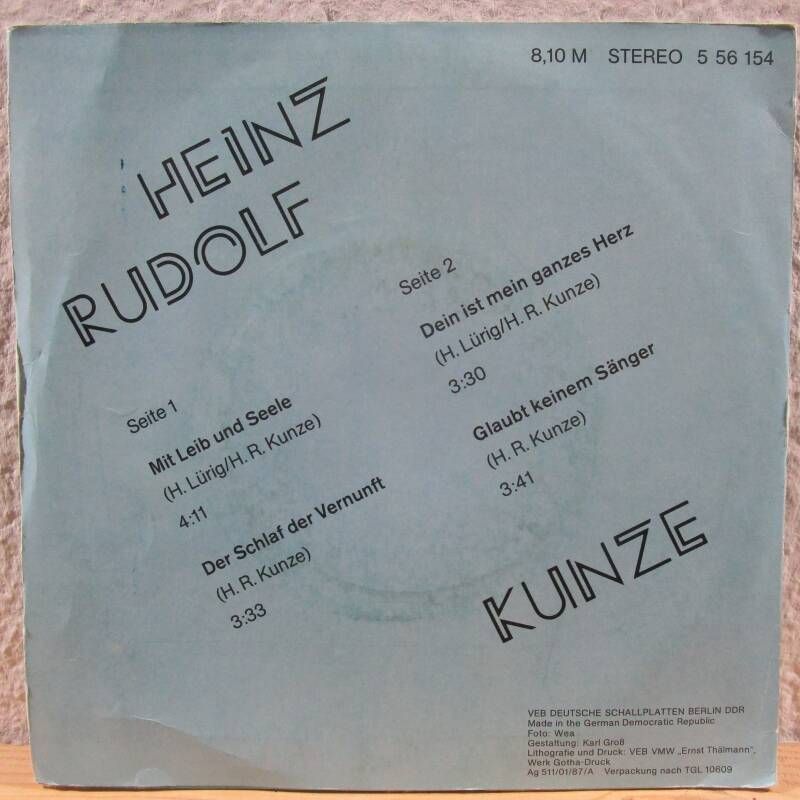 8,10 M STEREO 5 56 154
HEINZ
RUDOLF
Seite 1
Mit Leib und Seele
(H. Lürig/H. R. Kunze)
4:11
Der Schlaf der Vernunft
(H. R. Kunze)
3:33
Seite 2
Dein ist mein ganzes Herz
(H. Lürig/H. R. Kunze)
3:30
Glaubt keinem Sänger
(H. R. Kunze)
3:41
KUNZE
VEB DEUTSCHE SCHALLPLATTEN BERLIN DDR
Made in the German Democratic Republic
Foto: Wea
Gestaltung: Karl Groß
Lithografie und Druck: VEB VMW „Ernst Thälmann",
Werk Gotha-Druck
Ag 511/01/87/A Verpackung nach TGL 10609